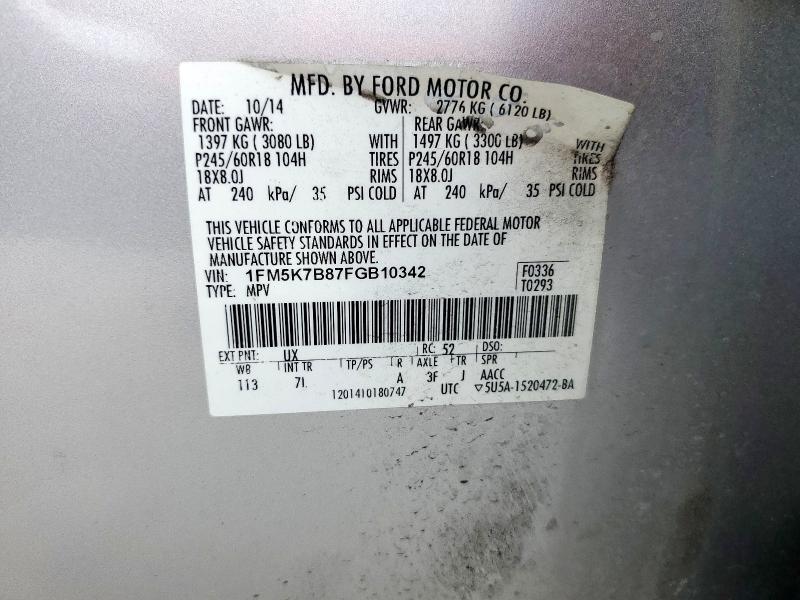 MFD. BY FORD MOTOR CO.
DATE: 10/14 GVWR: 2776 KG ( 6120 LB)
FRONT GAWR: REAR GAWR:
1397 KG ( 3080 LB) WITH 1497 KG ( 3300 LB) WITH
P245/60R18 104H TIRES P245/60R18 104H TIRES
18X8.0J RIMS 18X8.0J RIMS
AT 240 kPa/ 35 PSI COLD AT 240 kPa/ 35 PSI COLD
THIS VEHICLE CONFORMS TO ALL APPLICABLE FEDERAL MOTOR
VEHICLE SAFETY STANDARDS IN EFFECT ON THE DATE OF
MANUFACTURE SHOWN ABOVE.
VIN: 1FM5K7B87FGB10342 F0336
TYPE: MPV T0293
EXT PNT: UX RC: 52 DSO:
WB INT TR TP/PS R AXLE TR SPR
113 7L A 3F J AACC
1201410180747 UTC ▽5U5A-1520472-BA